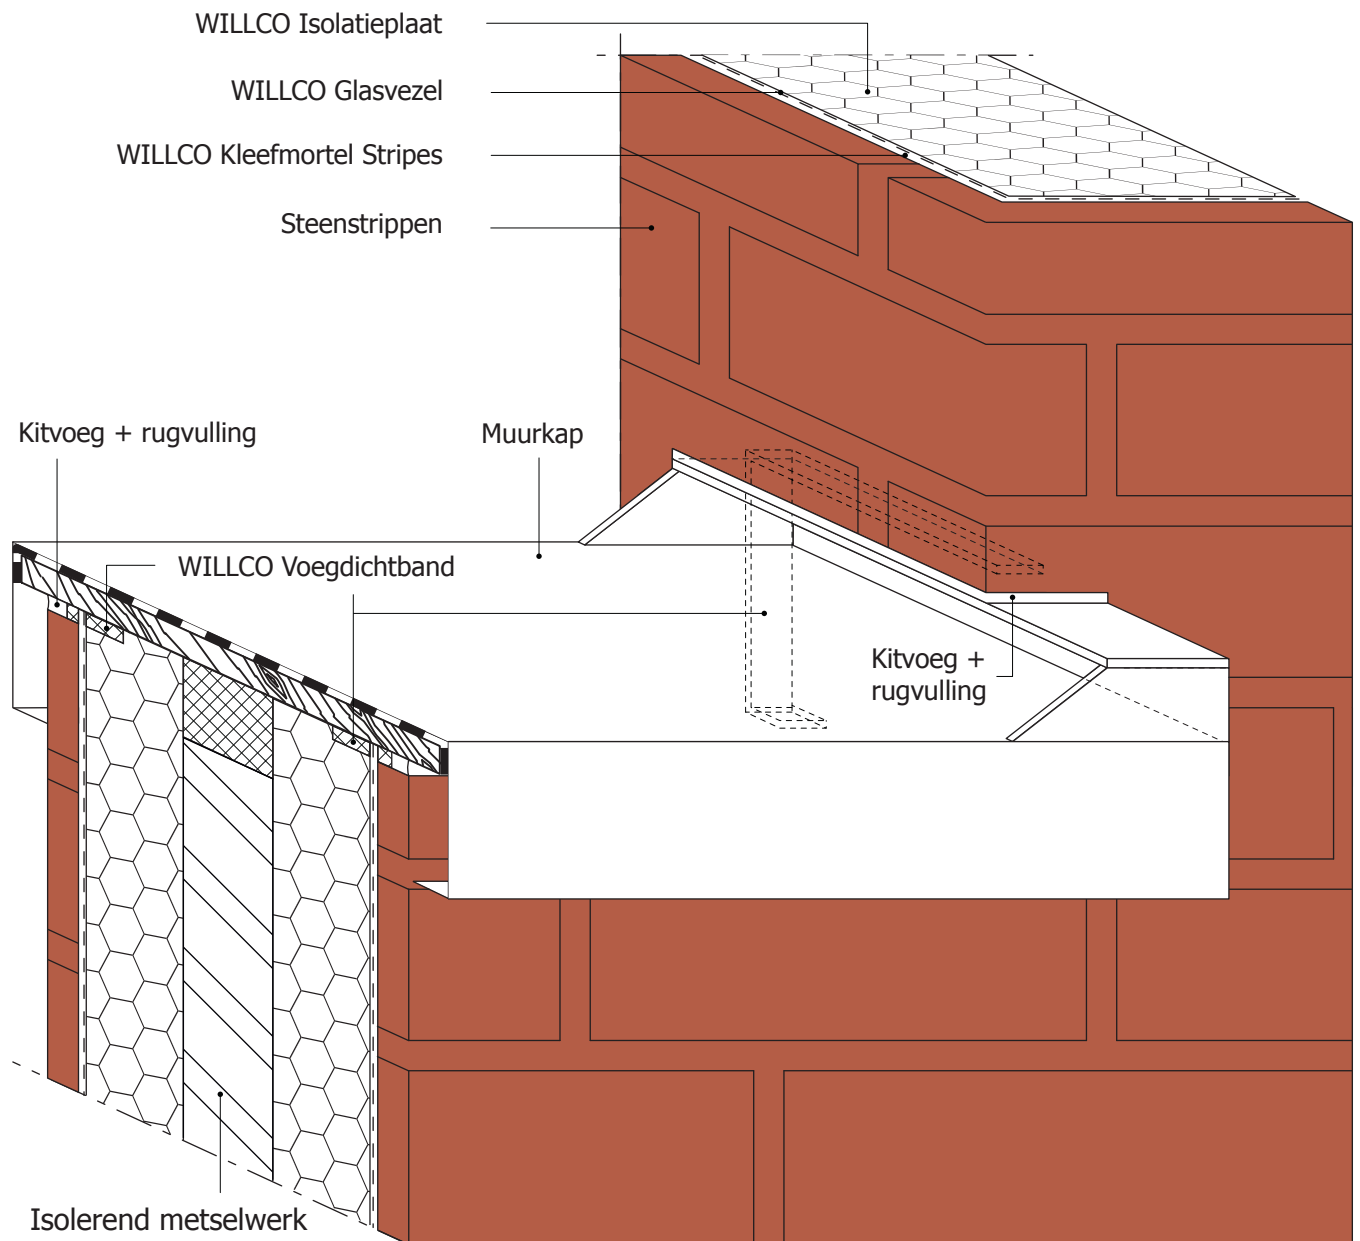 WILLCO Isolatieplaat
WILLCO Glasvezel
WILLCO Kleefmortel Stripes
Steenstrippen
Kitvoeg + rugvulling
Muurkap
WILLCO Voegdichtband
Kitvoeg +
rugvulling
Isolerend metselwerk